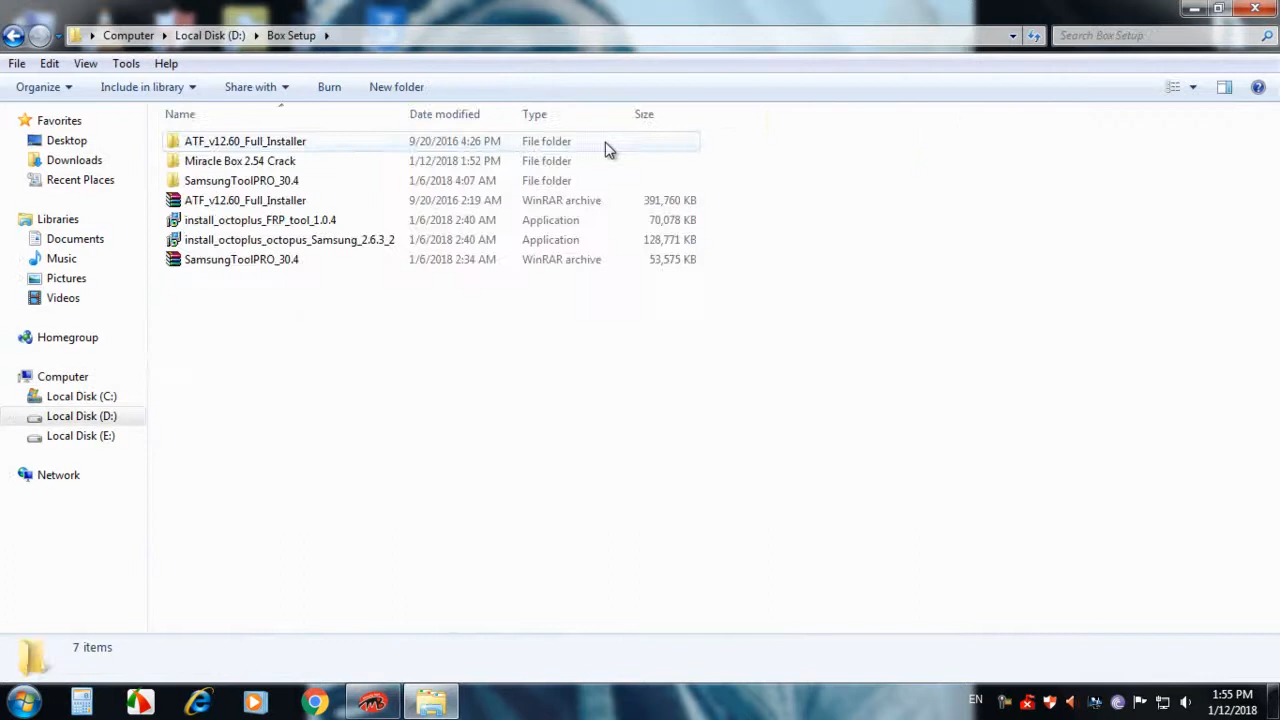 Computer Local Disk (D:) Box Setup Search Box Setup
File Edit View Tools Help
Organize Include in library Share with Burn New folder
Name Date modified Type Size
Favorites
Desktop
Downloads
Recent Places
Libraries
Documents
Music
Pictures
Videos
Homegroup
Computer
Local Disk (C:)
Local Disk (D:)
Local Disk (E:)
Network
ATF_v12.60_Full_Installer 9/20/2016 4:26 PM File folder
Miracle Box 2.54 Crack 1/12/2018 1:52 PM File folder
SamsungToolPRO_30.4 1/6/2018 4:07 AM File folder
ATF_v12.60_Full_Installer 9/20/2016 2:19 AM WinRAR archive 391,760 KB
install_octoplus_FRP_tool_1.0.4 1/6/2018 2:40 AM Application 70,078 KB
install_octoplus_octopus_Samsung_2.6.3_2 1/6/2018 2:40 AM Application 128,771 KB
SamsungToolPRO_30.4 1/6/2018 2:34 AM WinRAR archive 53,575 KB
7 items
EN
1:55 PM
1/12/2018